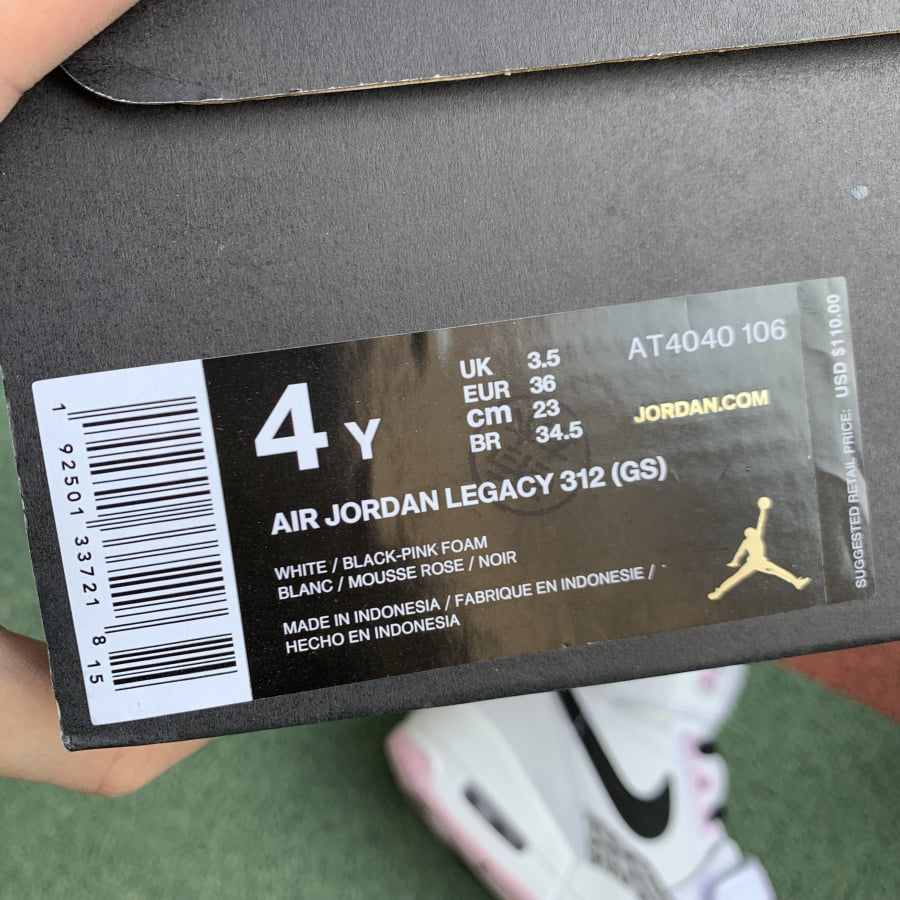 4 Y
UK 3.5
EUR 36
cm 23
BR 34.5
AT4040 106
JORDAN.COM
AIR JORDAN LEGACY 312 (GS)
WHITE / BLACK-PINK FOAM
BLANC / MOUSSE ROSE / NOIR
MADE IN INDONESIA / FABRIQUE EN INDONESIE /
HECHO EN INDONESIA
SUGGESTED RETAIL PRICE: USD $110.00
1 92501 33721 8 15